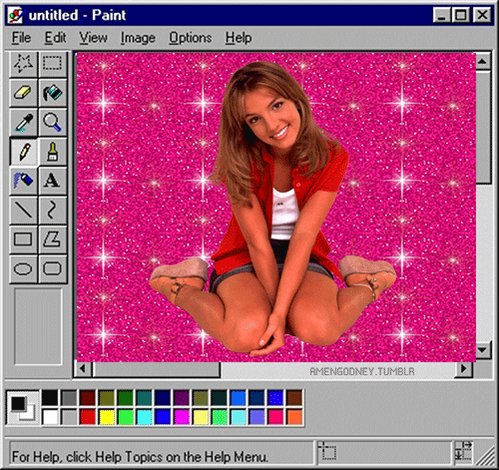 untitled - Paint
File Edit View Image Options Help
A
AMENGODNEY.TUMBLR
For Help, click Help Topics on the Help Menu.